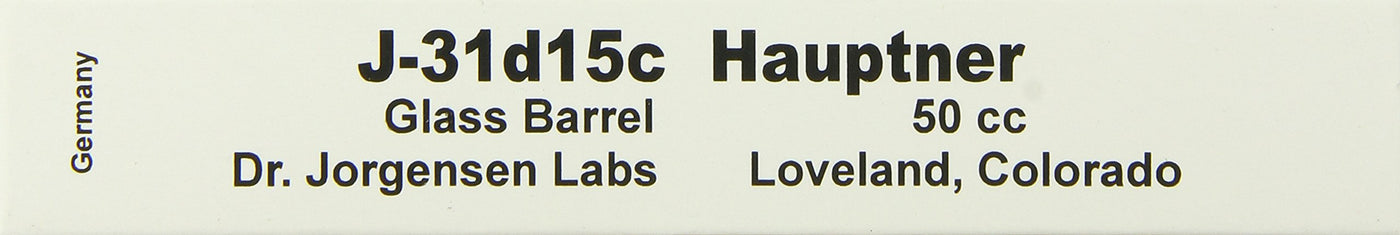 Germany
J-31d15c Hauptner
Glass Barrel 50 cc
Dr. Jorgensen Labs Loveland, Colorado